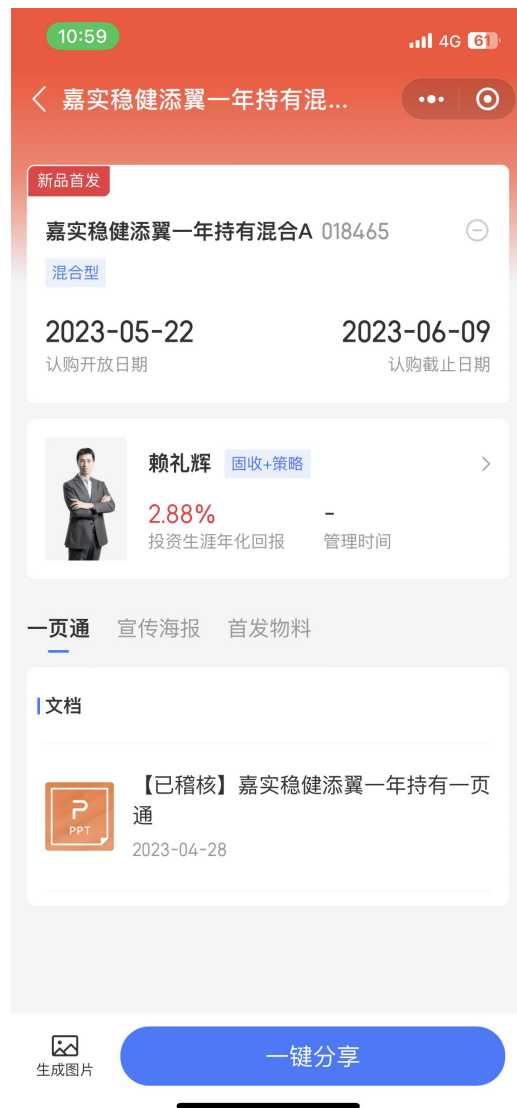 10:59
4G 61
嘉实稳健添翼一年持有混...
新品首发
嘉实稳健添翼一年持有混合A 018465
混合型
2023-05-22 2023-06-09
认购开放日期 认购截止日期
赖礼辉 固收+策略
2.88% -
投资生涯年化回报 管理时间
一页通 宣传海报 首发物料
文档
【已稽核】嘉实稳健添翼一年持有一页
通
P
PPT
2023-04-28
生成图片
一键分享